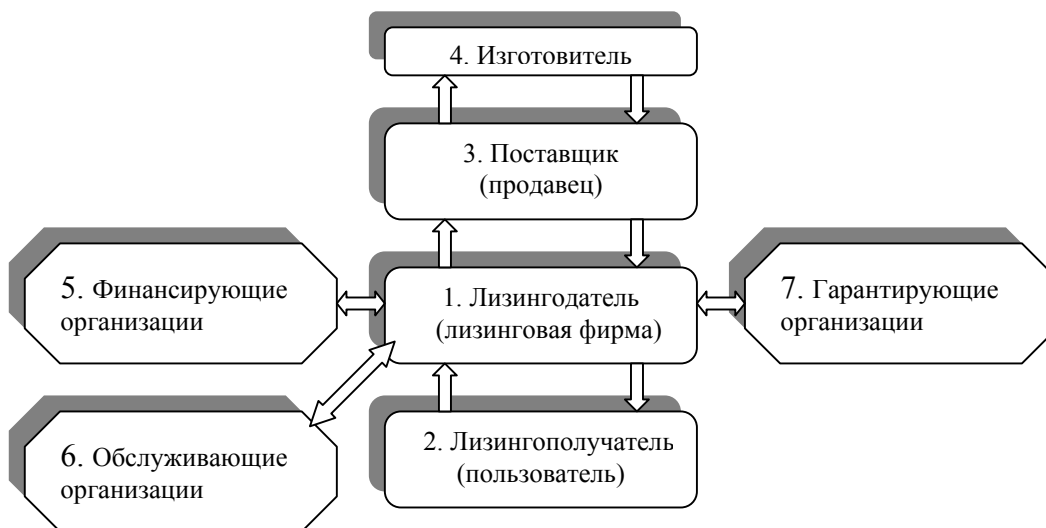 4. Изготовитель
3. Поставщик
(продавец)
5. Финансирующие
организации
1. Лизингодатель
(лизинговая фирма)
7. Гарантирующие
организации
6. Обслуживающие
организации
2. Лизингополучатель
(пользователь)